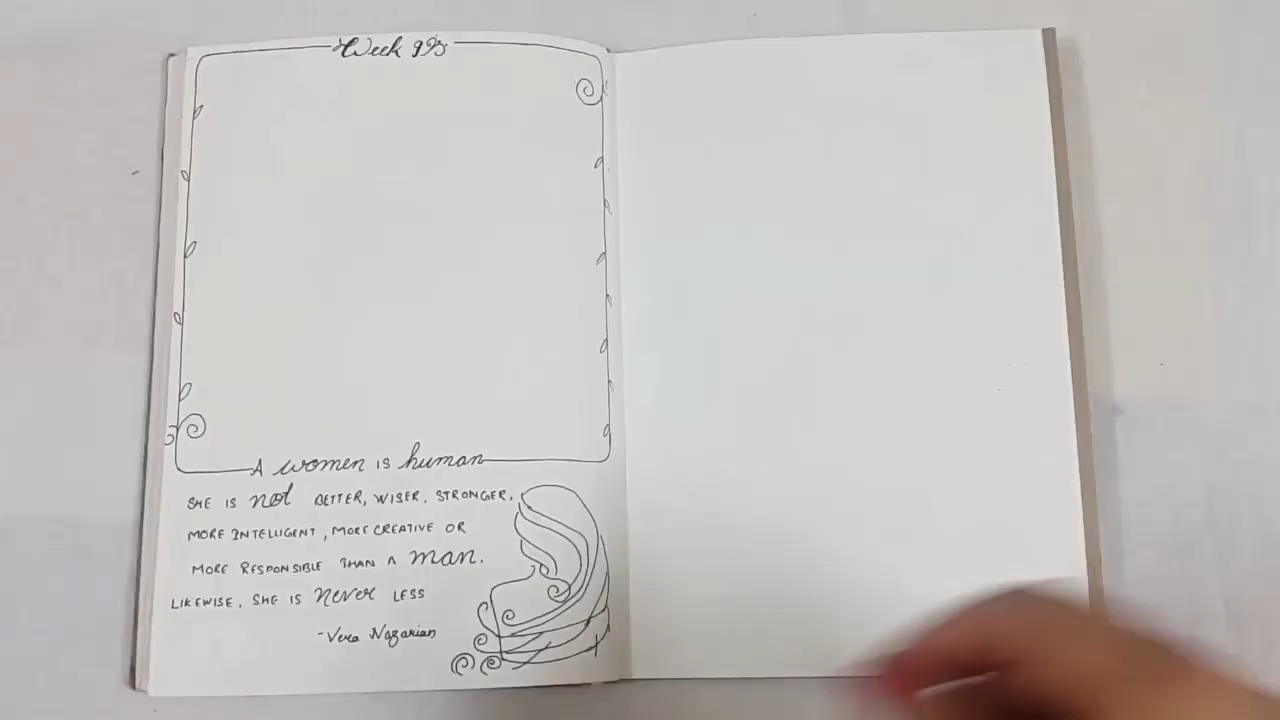 Week
A women is human
SHE IS not BETTER, WISER, STRONGER,
MORE INTELLIGENT, MORE CREATIVE OR
MORE RESPONSIBLE THAN A man.
LIKEWISE, SHE IS never LESS
-Vera Nazarian